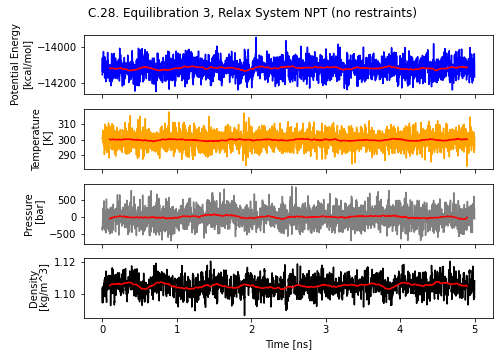 C.28. Equilibration 3, Relax System NPT (no restraints)
Potential Energy
[kcal/mol]
−14000
−14200
Temperature
[K]
310
300
290
Pressure
[bar]
500
0
−500
Density
[kg/m^3]
1.12
1.10
0 1 2 3 4 5
Time [ns]